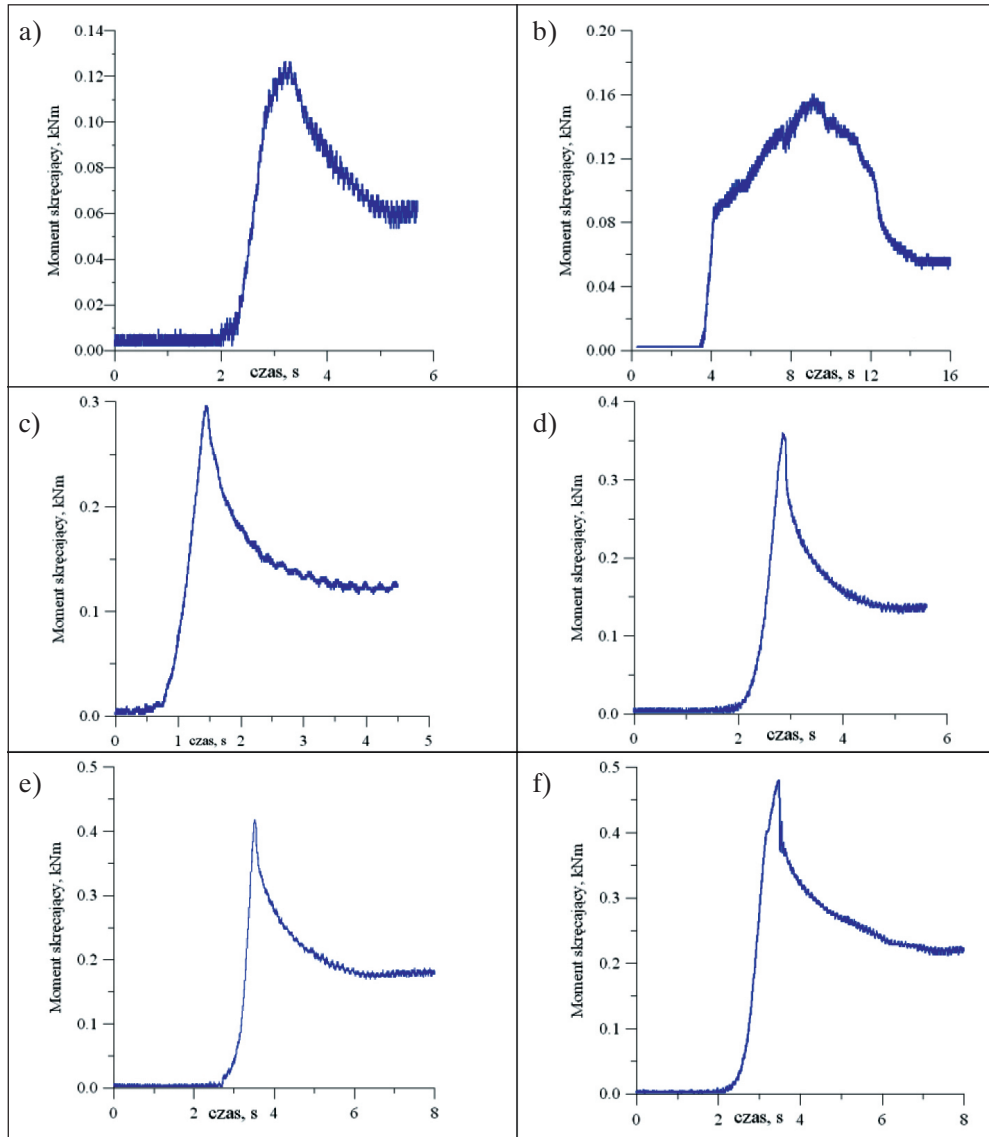 a)
Moment skręcający, kNm
0.14
0.12
0.10
0.08
0.06
0.04
0.02
0.00
0 2 4 6
czas, s
b)
Moment skręcający, kNm
0.20
0.16
0.12
0.08
0.04
0.00
0 4 8 12 16
czas, s
c)
Moment skręcający, kNm
0.3
0.2
0.1
0.0
0 1 2 3 4 5
czas, s
d)
Moment skręcający, kNm
0.4
0.3
0.2
0.1
0.0
0 2 4 6
czas, s
e)
Moment skręcający, kNm
0.5
0.4
0.3
0.2
0.1
0.0
0 2 4 6 8
czas, s
f)
Moment skręcający, kNm
0.5
0.4
0.3
0.2
0.1
0.0
0 2 4 6 8
czas, s